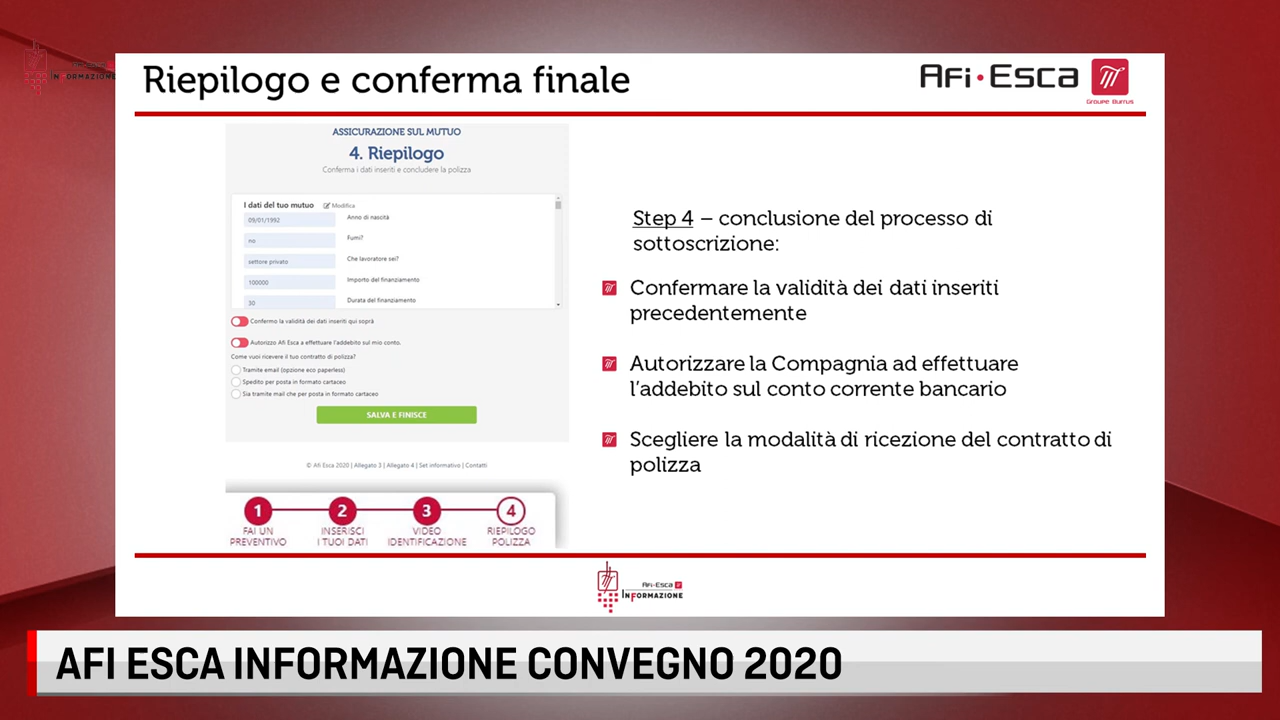 Afi-Esca
INFORMAZIONE
Riepilogo e conferma finale
Afi·Esca
Groupe Burrus
ASSICURAZIONE SUL MUTUO
4. Riepilogo
Conferma i dati inseriti e concludere la polizza
I dati del tuo mutuo Modifica
09/01/1992 Anno di nascità
no Fumi?
settore privato Che lavoratore sei?
100000 Importo del finanziamento
30 Durata del finanziamento
Confermo la validità dei dati inseriti qui soprà
Autorizzo Afi Esca a effettuare l'addebito sul mio conto.
Come vuoi ricevere il tuo contratto di polizza?
Tramite email (opzione eco paperless)
Spedito per posta in formato cartaceo
Sia tramite mail che per posta in formato cartaceo
SALVA E FINISCE
© Afi Esca 2020 | Allegato 3 | Allegato 4 | Set informativo | Contatti
1 2 3 4
FAI UN PREVENTIVO
INSERISCI I TUOI DATI
VIDEO IDENTIFICAZIONE
RIEPILOGO POLIZZA
Step 4 – conclusione del processo di
sottoscrizione:
Confermare la validità dei dati inseriti
precedentemente
Autorizzare la Compagnia ad effettuare
l'addebito sul conto corrente bancario
Scegliere la modalità di ricezione del contratto di
polizza
Afi-Esca
INFORMAZIONE
AFI ESCA INFORMAZIONE CONVEGNO 2020